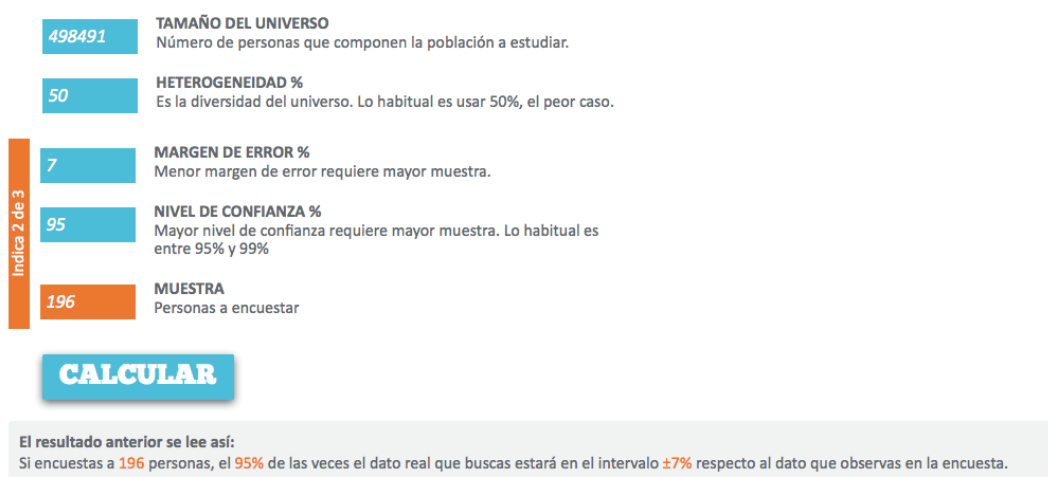 498491
TAMAÑO DEL UNIVERSO
Número de personas que componen la población a estudiar.
50
HETEROGENEIDAD %
Es la diversidad del universo. Lo habitual es usar 50%, el peor caso.
Indica 2 de 3
7
MARGEN DE ERROR %
Menor margen de error requiere mayor muestra.
95
NIVEL DE CONFIANZA %
Mayor nivel de confianza requiere mayor muestra. Lo habitual es
entre 95% y 99%
196
MUESTRA
Personas a encuestar
CALCULAR
El resultado anterior se lee así:
Si encuestas a 196 personas, el 95% de las veces el dato real que buscas estará en el intervalo ±7% respecto al dato que observas en la encuesta.